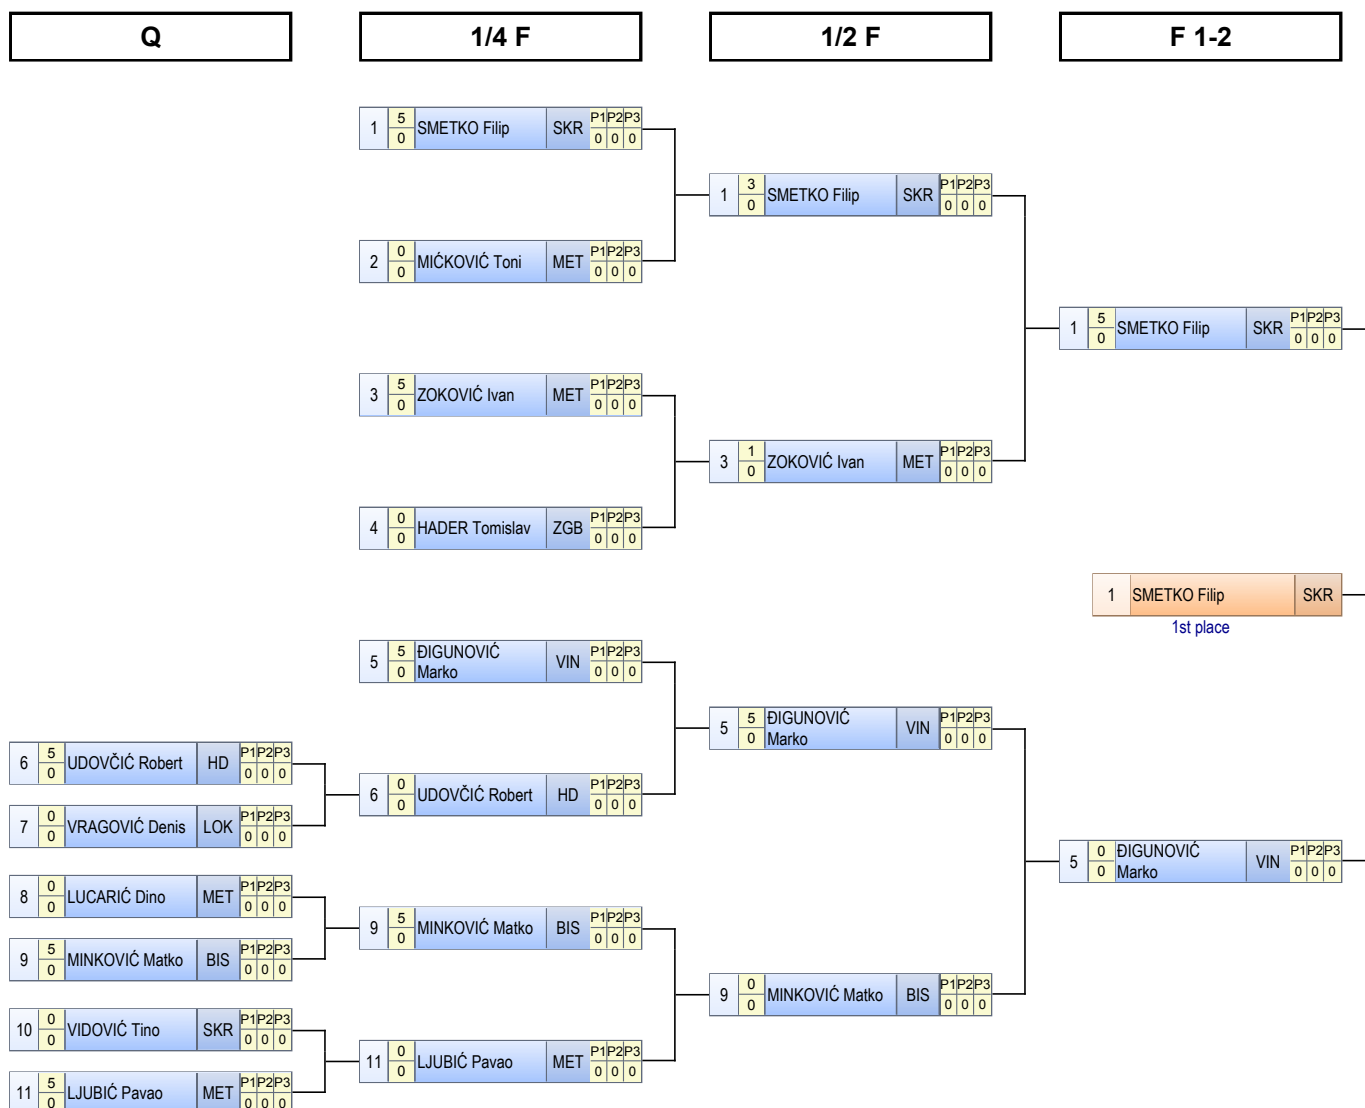 Q
1/4 F
1/2 F
F 1-2
1 5 SMETKO Filip SKR P1 P2 P3
0 0 0 0
1 3 SMETKO Filip SKR P1 P2 P3
0 0 0 0
2 0 MIĆKOVIĆ Toni MET P1 P2 P3
0 0 0 0
1 5 SMETKO Filip SKR P1 P2 P3
0 0 0 0
3 5 ZOKOVIĆ Ivan MET P1 P2 P3
0 0 0 0
3 1 ZOKOVIĆ Ivan MET P1 P2 P3
0 0 0 0
4 0 HADER Tomislav ZGB P1 P2 P3
0 0 0 0
1 SMETKO Filip SKR
1st place
5 5 ĐIGUNOVIĆ
Marko VIN P1 P2 P3
0 0 0 0
5 5 ĐIGUNOVIĆ
Marko VIN P1 P2 P3
0 0 0 0
6 5 UDOVČIĆ Robert HD P1 P2 P3
0 0 0 0
6 0 UDOVČIĆ Robert HD P1 P2 P3
0 0 0 0
7 0 VRAGOVIĆ Denis LOK P1 P2 P3
0 0 0 0
5 0 ĐIGUNOVIĆ
Marko VIN P1 P2 P3
0 0 0 0
8 0 LUCARIĆ Dino MET P1 P2 P3
0 0 0 0
9 5 MINKOVIĆ Matko BIS P1 P2 P3
0 0 0 0
9 5 MINKOVIĆ Matko BIS P1 P2 P3
0 0 0 0
9 0 MINKOVIĆ Matko BIS P1 P2 P3
0 0 0 0
10 0 VIDOVIĆ Tino SKR P1 P2 P3
0 0 0 0
11 0 LJUBIĆ Pavao MET P1 P2 P3
0 0 0 0
11 5 LJUBIĆ Pavao MET P1 P2 P3
0 0 0 0